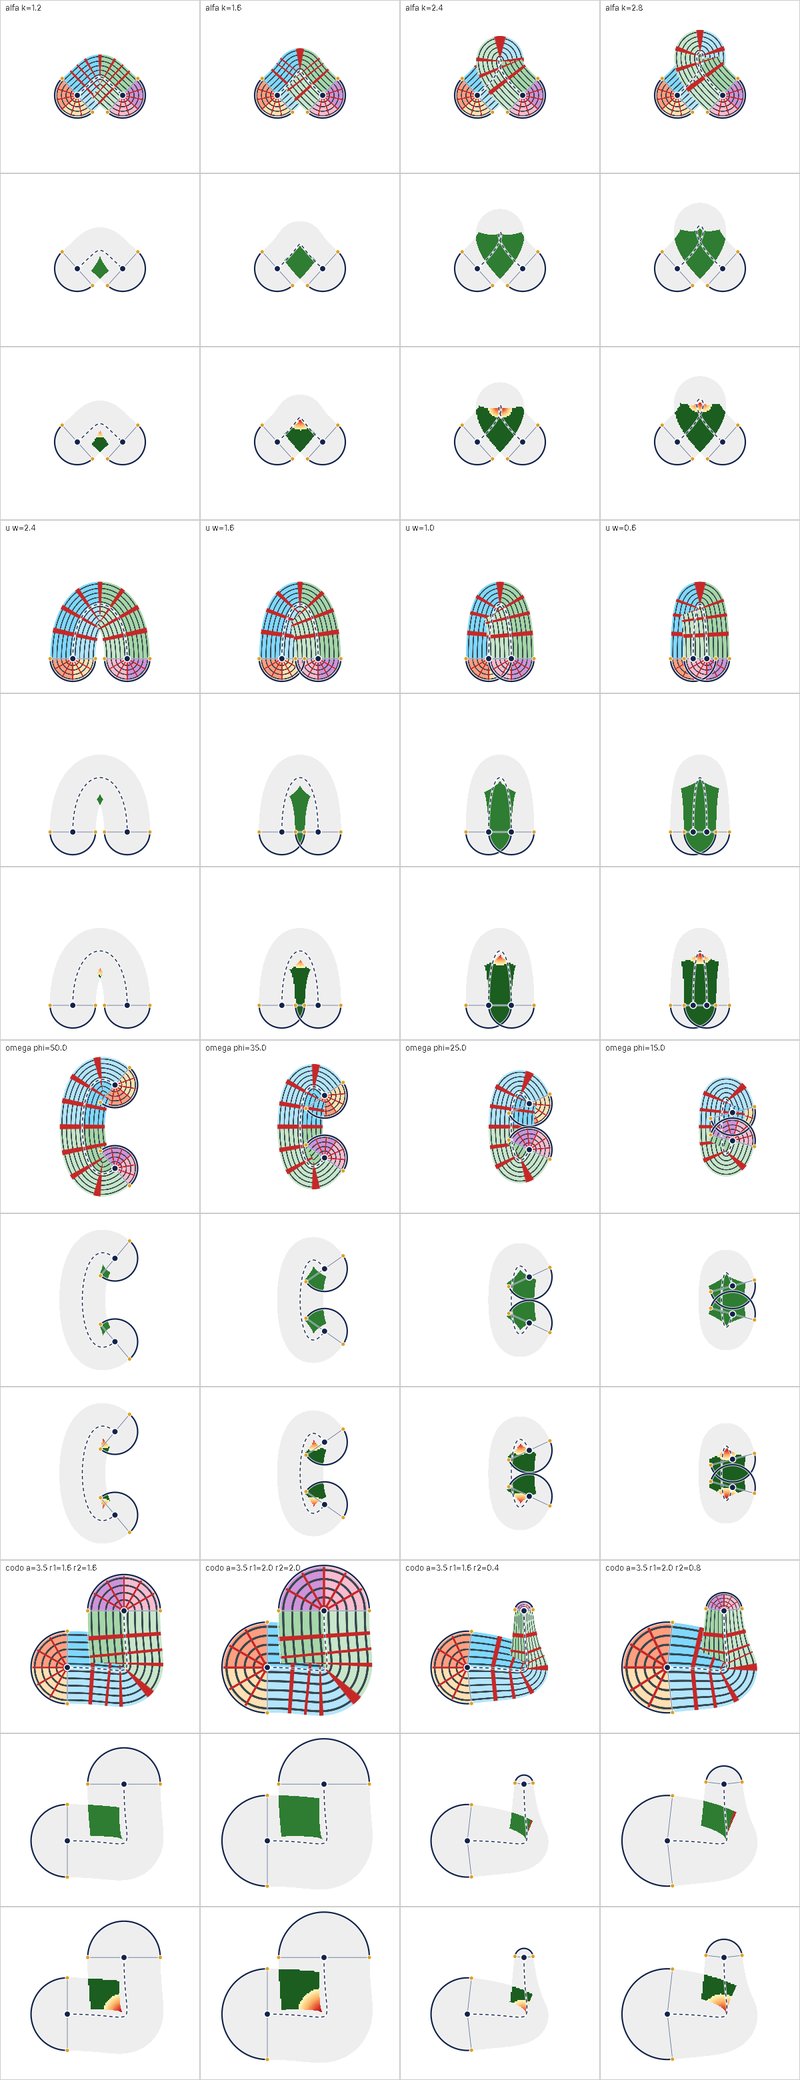 alfa k=1.2
alfa k=1.6
alfa k=2.4
alfa k=2.8
u w=2.4
u w=1.6
u w=1.0
u w=0.6
omega phi=50.0
omega phi=35.0
omega phi=25.0
omega phi=15.0
codo a=3.5 r1=1.6 r2=1.6
codo a=3.5 r1=2.0 r2=2.0
codo a=3.5 r1=1.6 r2=0.4
codo a=3.5 r1=2.0 r2=0.8